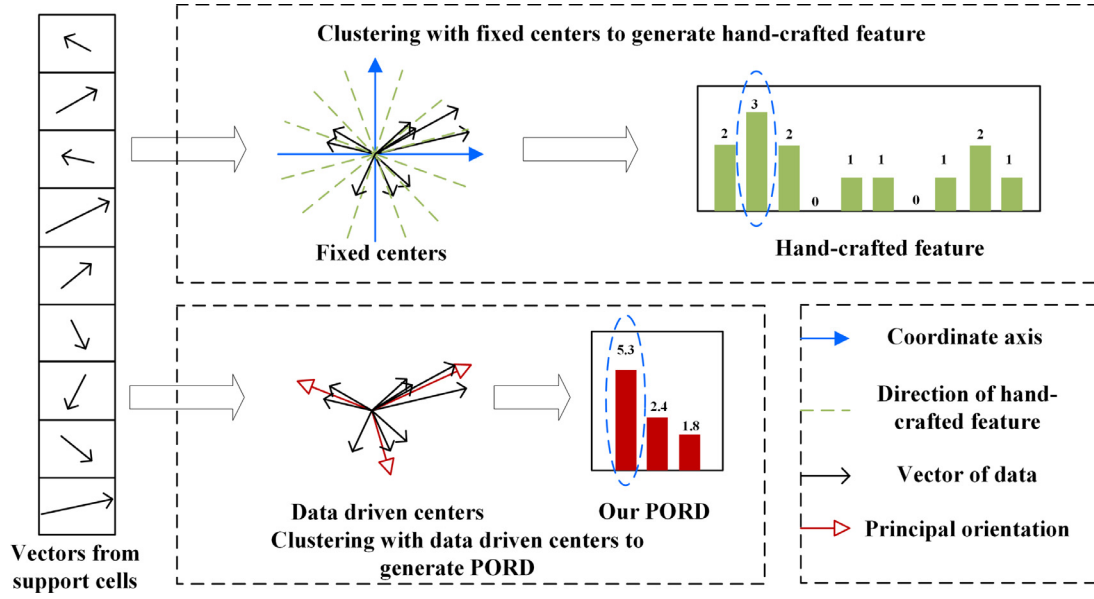 Clustering with fixed centers to generate hand-crafted feature
2
3
2
0
1
1
0
1
2
1
Fixed centers
Hand-crafted feature
5.3
2.4
1.8
Data driven centers
Our PORD
Clustering with data driven centers to
generate PORD
Coordinate axis
Direction of hand-
crafted feature
Vector of data
Principal orientation
Vectors from
support cells